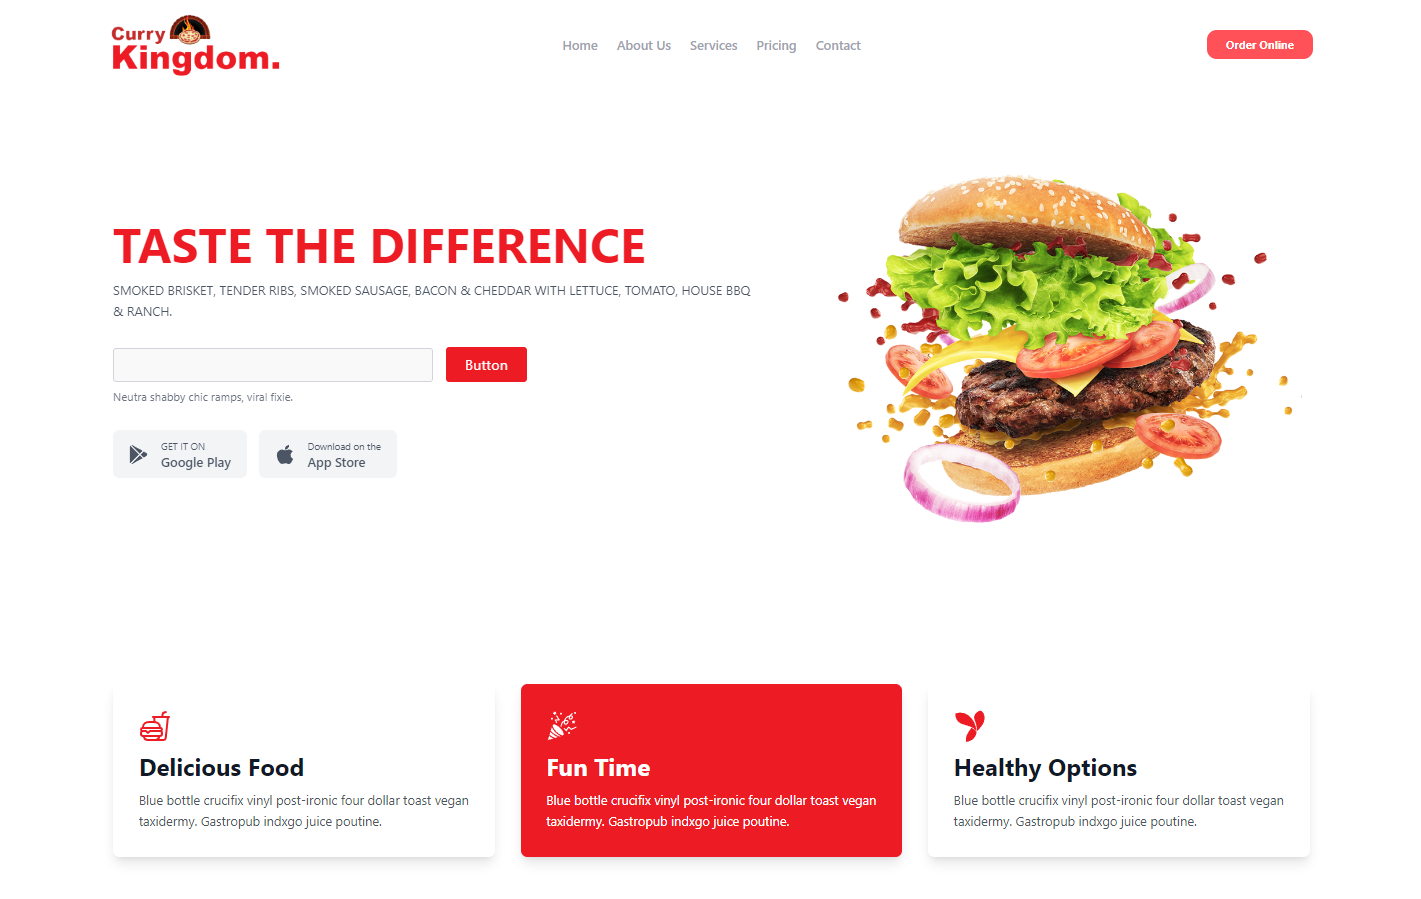 Curry
Kingdom.
Home
About Us
Services
Pricing
Contact
Order Online
TASTE THE DIFFERENCE
SMOKED BRISKET, TENDER RIBS, SMOKED SAUSAGE, BACON & CHEDDAR WITH LETTUCE, TOMATO, HOUSE BBQ
& RANCH.
Button
Neutra shabby chic ramps, viral fixie.
GET IT ON
Google Play
Download on the
App Store
Delicious Food
Blue bottle crucifix vinyl post-ironic four dollar toast vegan
taxidermy. Gastropub indxgo juice poutine.
Fun Time
Blue bottle crucifix vinyl post-ironic four dollar toast vegan
taxidermy. Gastropub indxgo juice poutine.
Healthy Options
Blue bottle crucifix vinyl post-ironic four dollar toast vegan
taxidermy. Gastropub indxgo juice poutine.